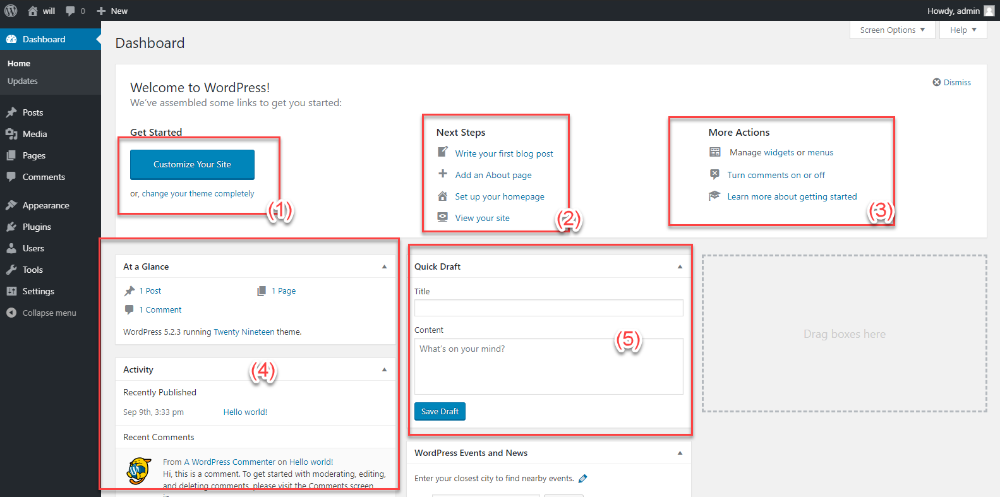 will 0 New
Howdy, admin
Dashboard
Home
Updates
Posts
Media
Pages
Comments
Appearance
Plugins
Users
Tools
Settings
Collapse menu
Screen Options Help
Dashboard
Welcome to WordPress!
We've assembled some links to get you started:
Dismiss
Get Started
Customize Your Site
or, change your theme completely
(1)
Next Steps
Write your first blog post
Add an About page
Set up your homepage
View your site
(2)
More Actions
Manage widgets or menus
Turn comments on or off
Learn more about getting started
(3)
At a Glance
1 Post 1 Page
1 Comment
WordPress 5.2.3 running Twenty Nineteen theme.
Activity
(4)
Recently Published
Sep 9th, 3:33 pm Hello world!
Recent Comments
From A WordPress Commenter on Hello world!
Hi, this is a comment. To get started with moderating, editing,
and deleting comments, please visit the Comments screen
Quick Draft
Title
Content
What's on your mind?
(5)
Save Draft
WordPress Events and News
Enter your closest city to find nearby events.
Drag boxes here